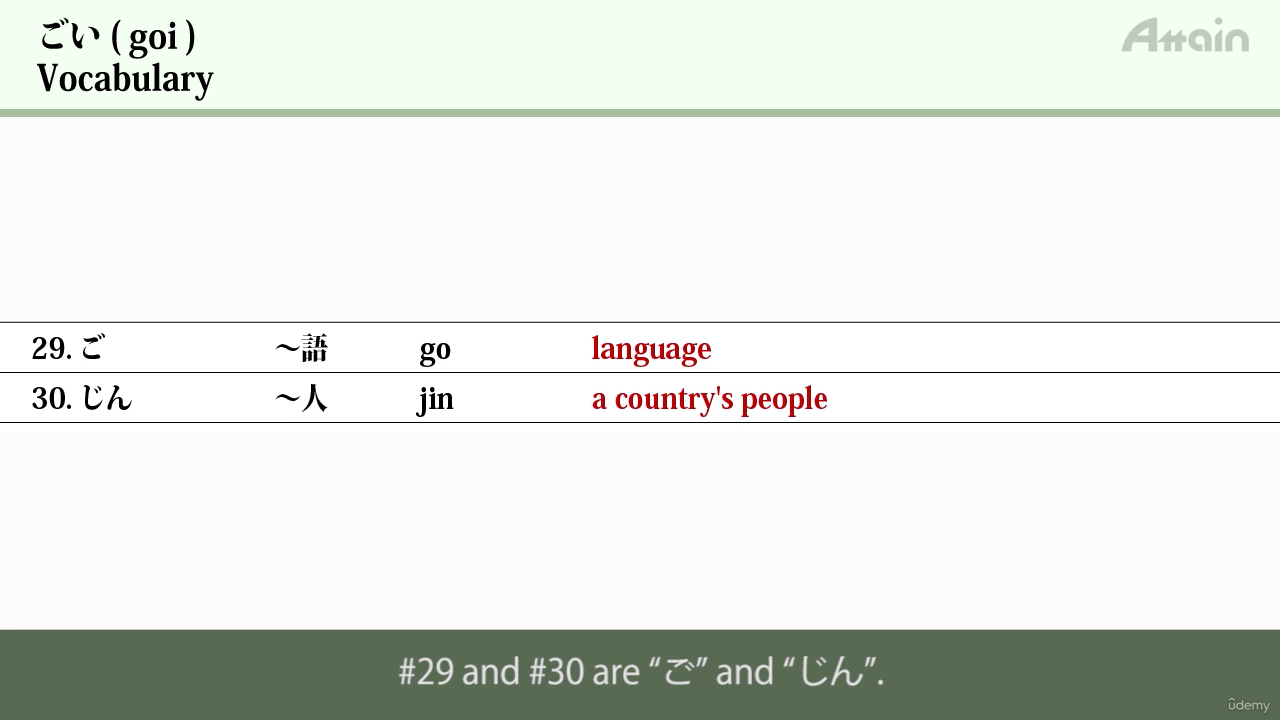 ごい ( goi )
Vocabulary
Attain
29. ご ～語 go language
30. じん ～人 jin a country's people
#29 and #30 are “ご” and “じん”.
ûdemy